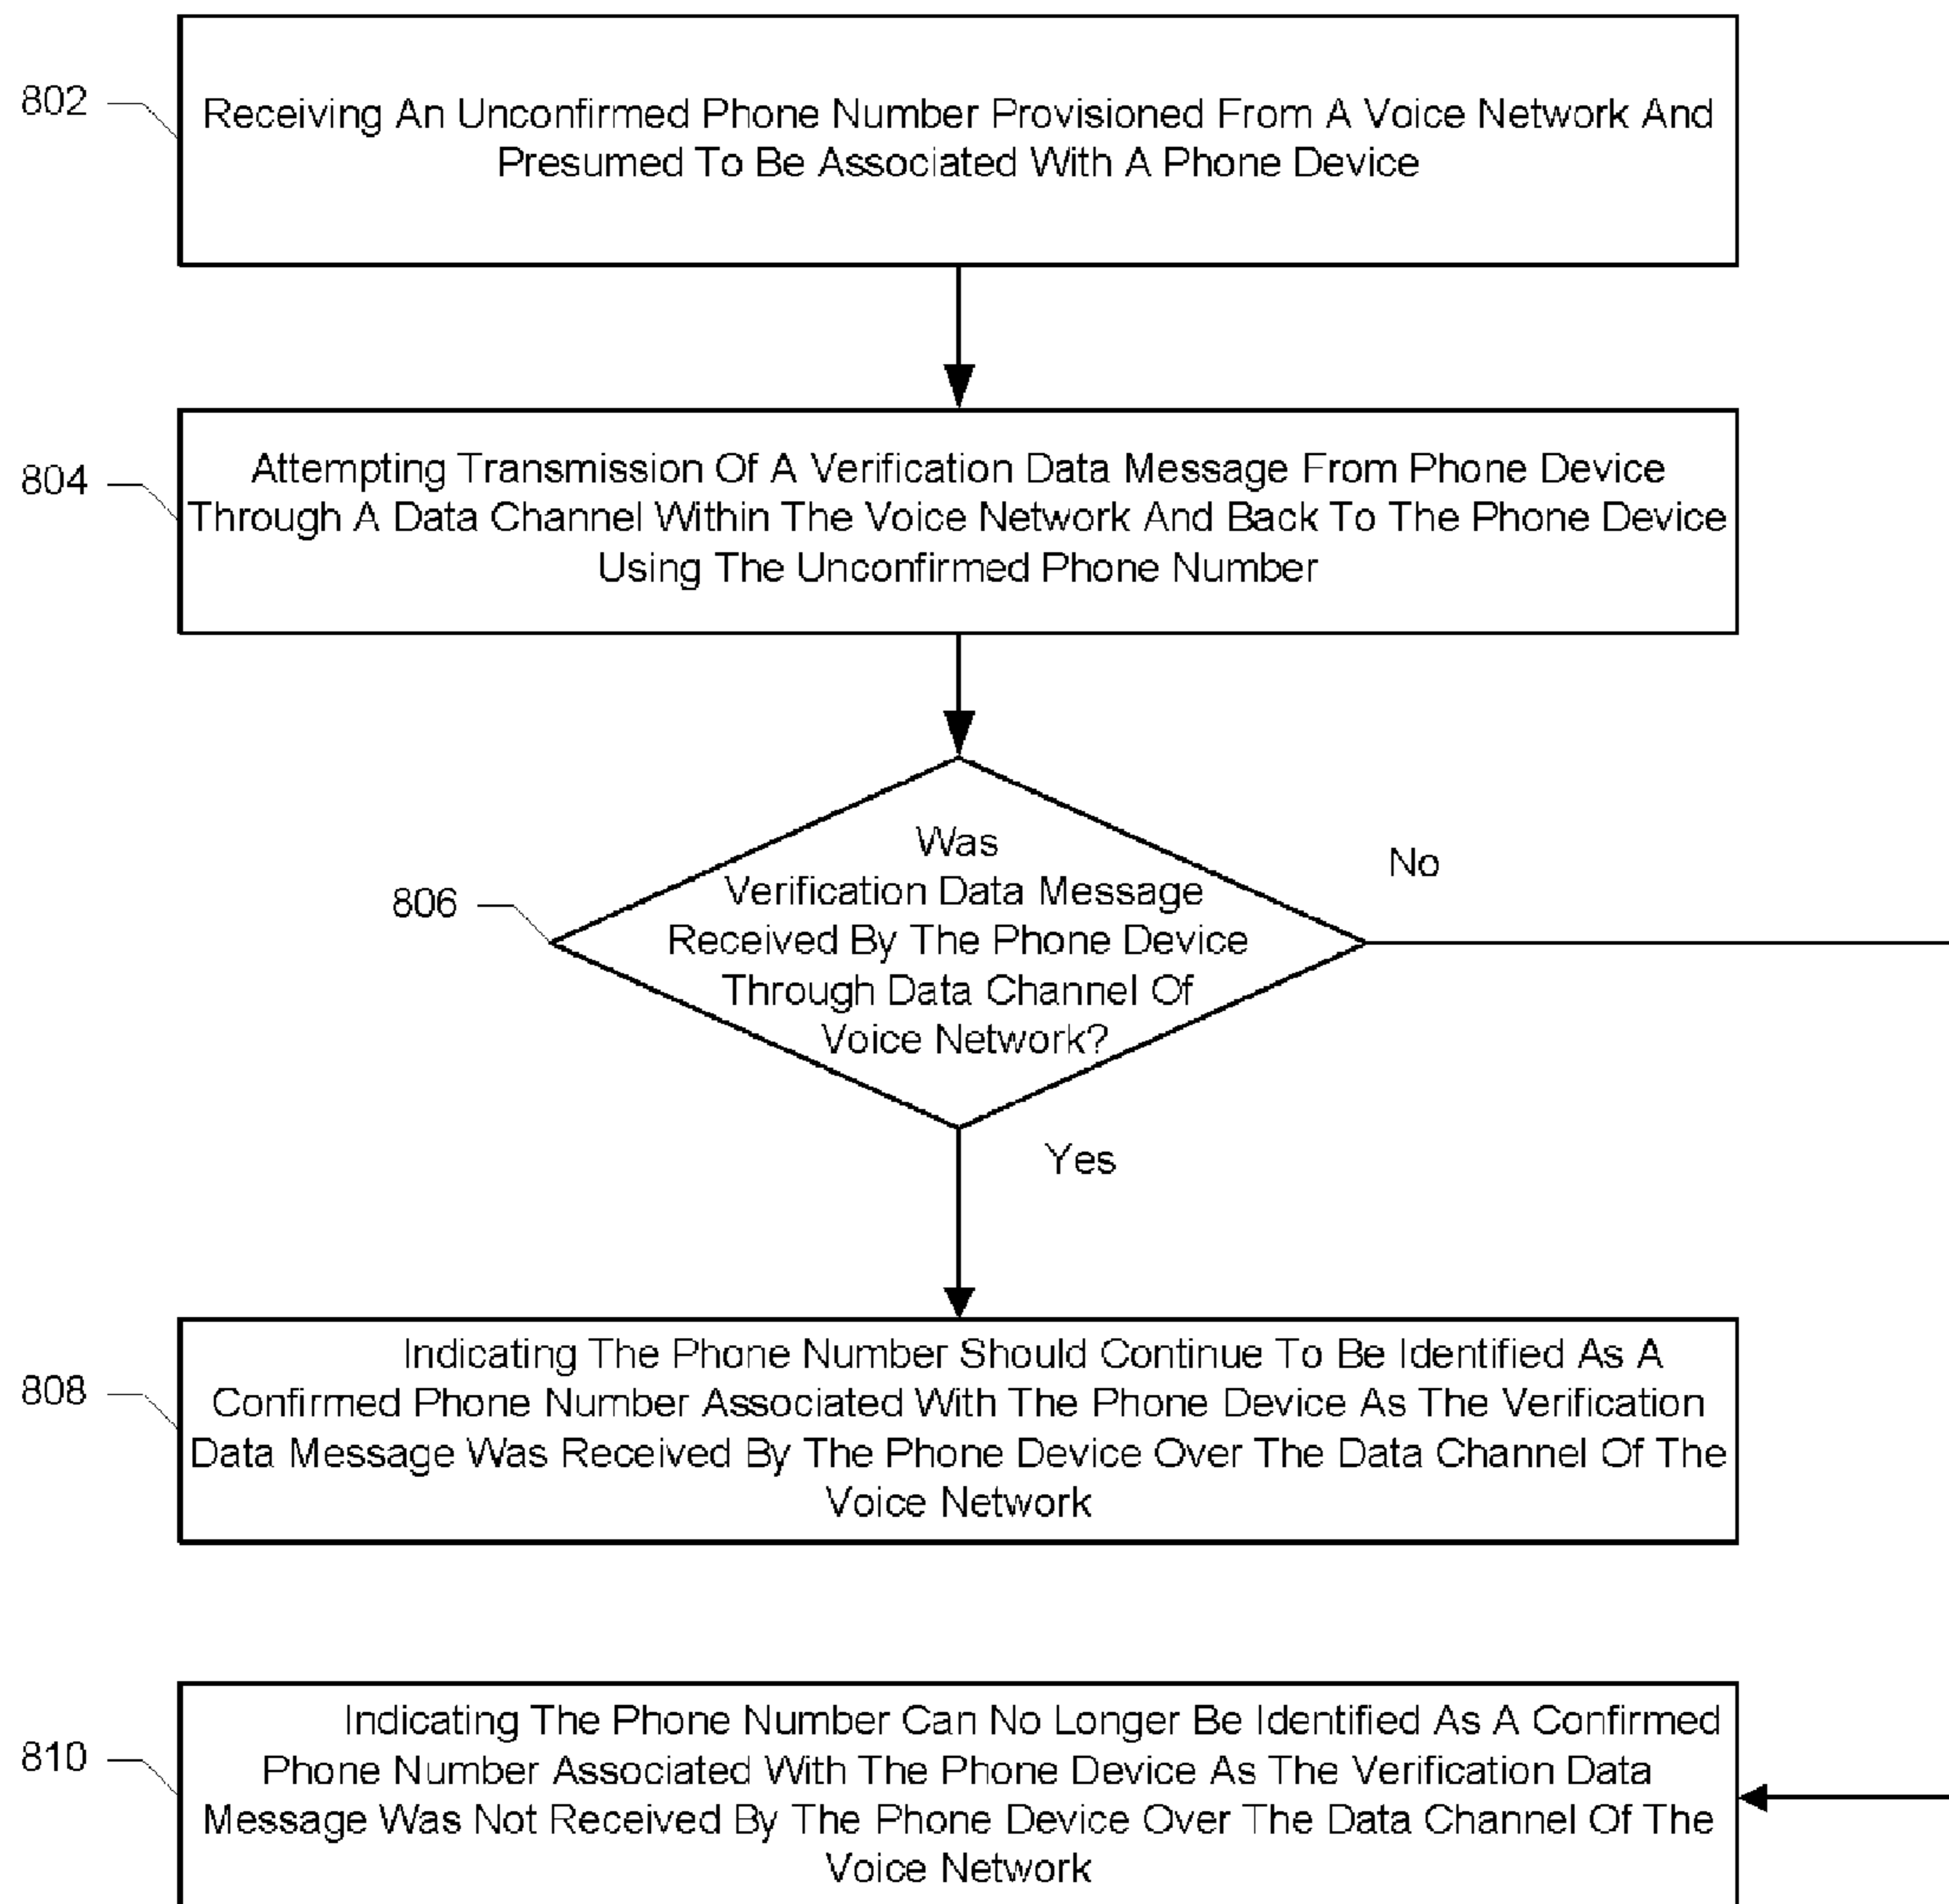 802
Receiving An Unconfirmed Phone Number Provisioned From A Voice Network And
Presumed To Be Associated With A Phone Device
804
Attempting Transmission Of A Verification Data Message From Phone Device
Through A Data Channel Within The Voice Network And Back To The Phone Device
Using The Unconfirmed Phone Number
806
Was
Verification Data Message
Received By The Phone Device
Through Data Channel Of
Voice Network?
No
Yes
808
Indicating The Phone Number Should Continue To Be Identified As A
Confirmed Phone Number Associated With The Phone Device As The Verification
Data Message Was Received By The Phone Device Over The Data Channel Of The
Voice Network
810
Indicating The Phone Number Can No Longer Be Identified As A Confirmed
Phone Number Associated With The Phone Device As The Verification Data
Message Was Not Received By The Phone Device Over The Data Channel Of The
Voice Network